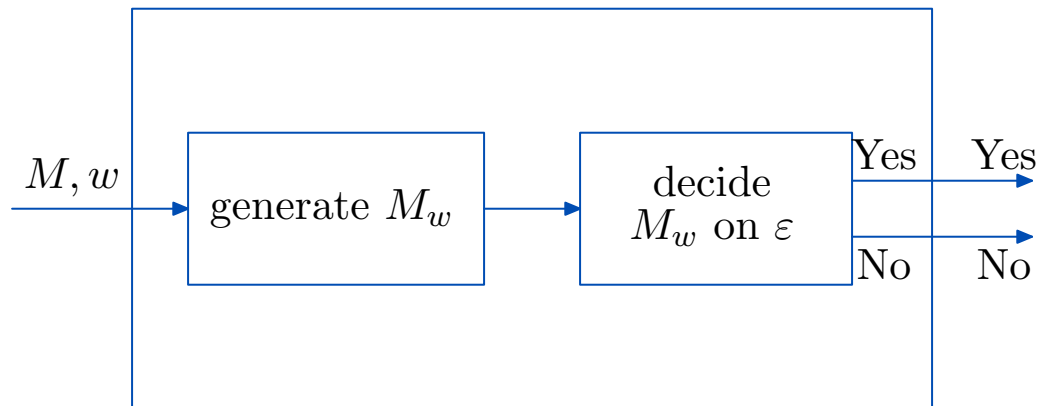 M, w
generate M_w
decide
M_w on ε
Yes
No
Yes
No